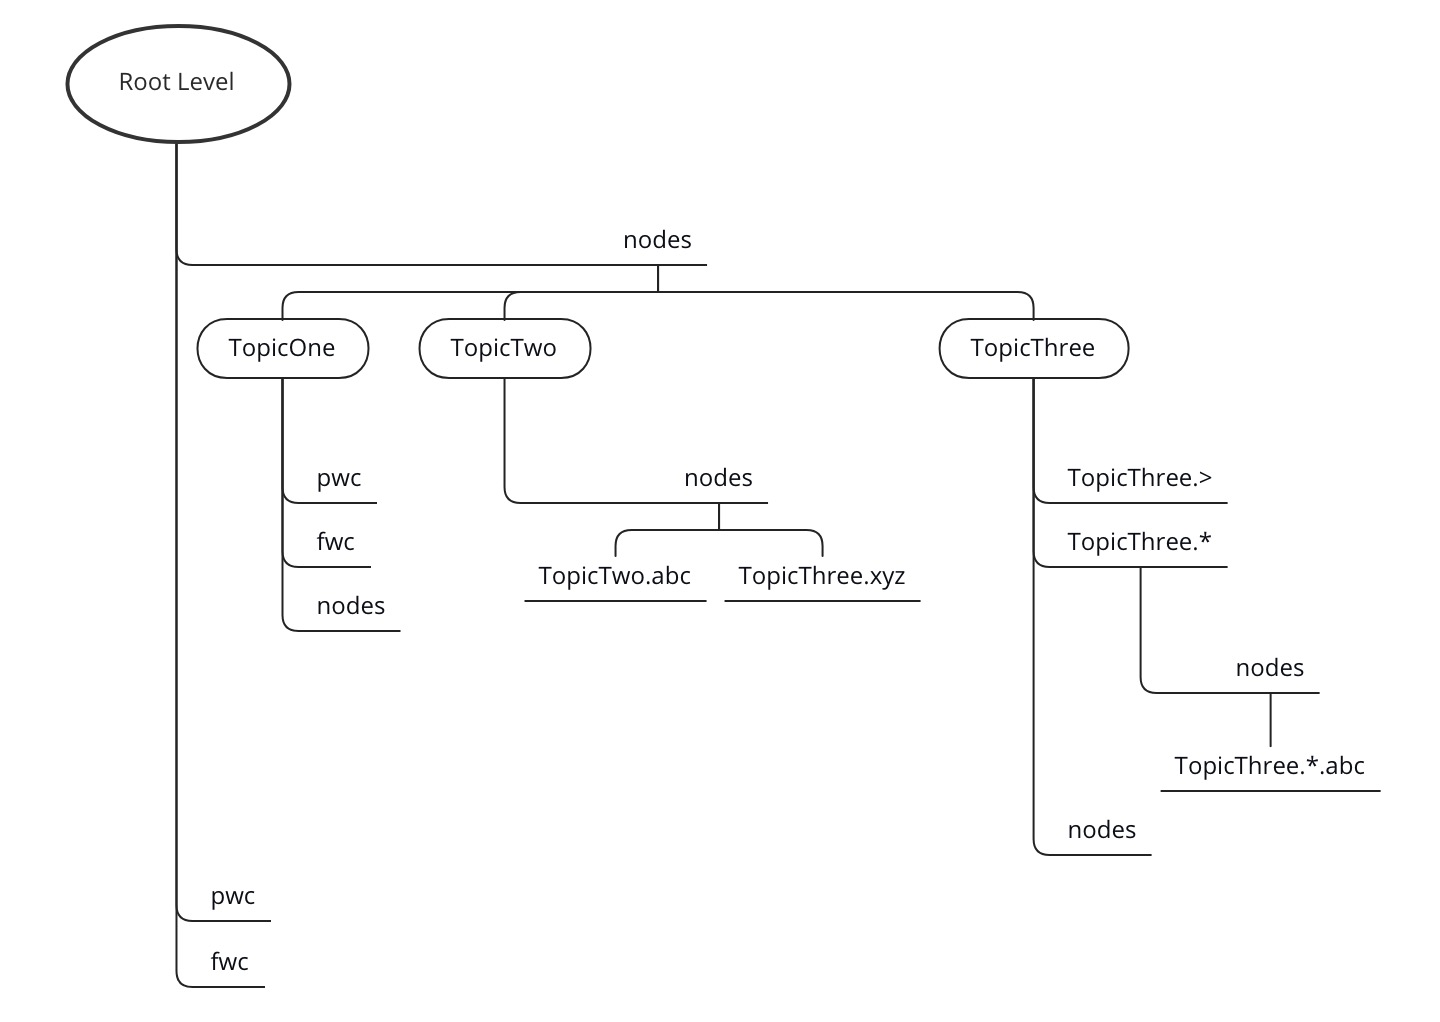 Root Level
nodes
TopicOne
TopicTwo
TopicThree
pwc
nodes
TopicThree.>
fwc
TopicThree.*
TopicTwo.abc
TopicThree.xyz
nodes
nodes
TopicThree.*.abc
nodes
pwc
fwc